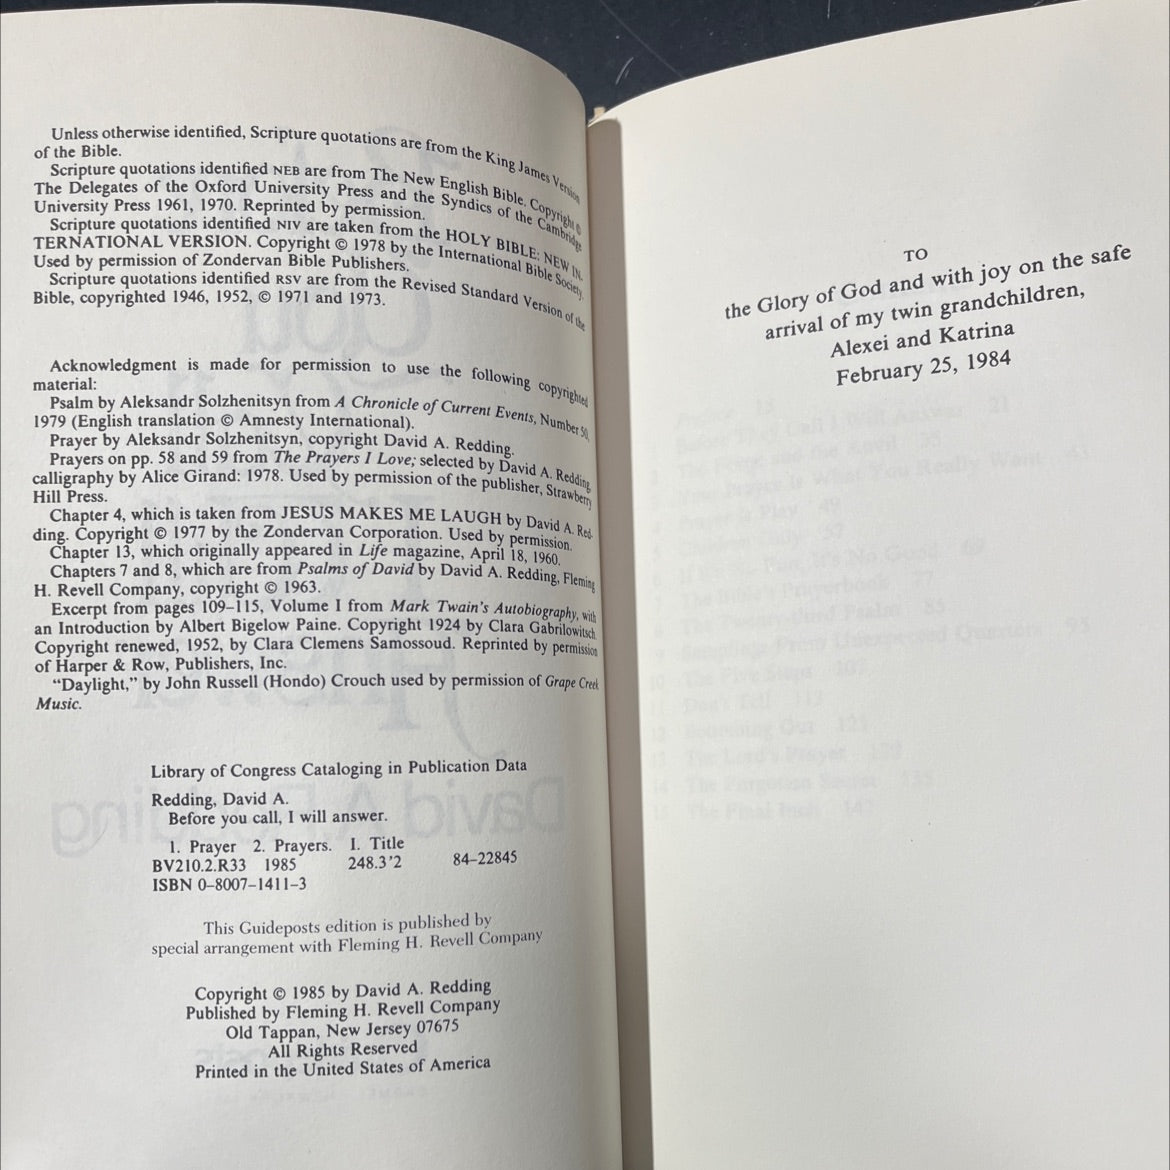 Unless otherwise identified, Scripture quotations are from the King James Version
of the Bible.
Scripture quotations identified NEB are from The New English Bible. Copyright ©
The Delegates of the Oxford University Press and the Syndics of the Cambridge
University Press 1961, 1970. Reprinted by permission.
Scripture quotations identified NIV are taken from the HOLY BIBLE: NEW IN-
TERNATIONAL VERSION. Copyright © 1978 by the International Bible Society.
Used by permission of Zondervan Bible Publishers.
Scripture quotations identified RSV are from the Revised Standard Version of the
Bible, copyrighted 1946, 1952, © 1971 and 1973.
Acknowledgment is made for permission to use the following copyrighted
material:
Psalm by Aleksandr Solzhenitsyn from A Chronicle of Current Events, Number 50,
1979 (English translation © Amnesty International).
Prayer by Aleksandr Solzhenitsyn, copyright David A. Redding.
Prayers on pp. 58 and 59 from The Prayers I Love; selected by David A. Redding,
calligraphy by Alice Girand: 1978. Used by permission of the publisher, Strawberry
Hill Press.
Chapter 4, which is taken from JESUS MAKES ME LAUGH by David A. Red-
ding. Copyright © 1977 by the Zondervan Corporation. Used by permission.
Chapter 13, which originally appeared in Life magazine, April 18, 1960.
Chapters 7 and 8, which are from Psalms of David by David A. Redding, Fleming
H. Revell Company, copyright © 1963.
Excerpt from pages 109–115, Volume I from Mark Twain's Autobiography, with
an Introduction by Albert Bigelow Paine. Copyright 1924 by Clara Gabrilowitsch.
Copyright renewed, 1952, by Clara Clemens Samossoud. Reprinted by permission
of Harper & Row, Publishers, Inc.
“Daylight,” by John Russell (Hondo) Crouch used by permission of Grape Creek
Music.
Library of Congress Cataloging in Publication Data
Redding, David A.
Before you call, I will answer.
1. Prayer 2. Prayers. I. Title
BV210.2.R33 1985 248.3'2 84–22845
ISBN 0–8007–1411–3
This Guideposts edition is published by
special arrangement with Fleming H. Revell Company
Copyright © 1985 by David A. Redding
Published by Fleming H. Revell Company
Old Tappan, New Jersey 07675
All Rights Reserved
Printed in the United States of America
TO
the Glory of God and with joy on the safe
arrival of my twin grandchildren,
Alexei and Katrina
February 25, 1984